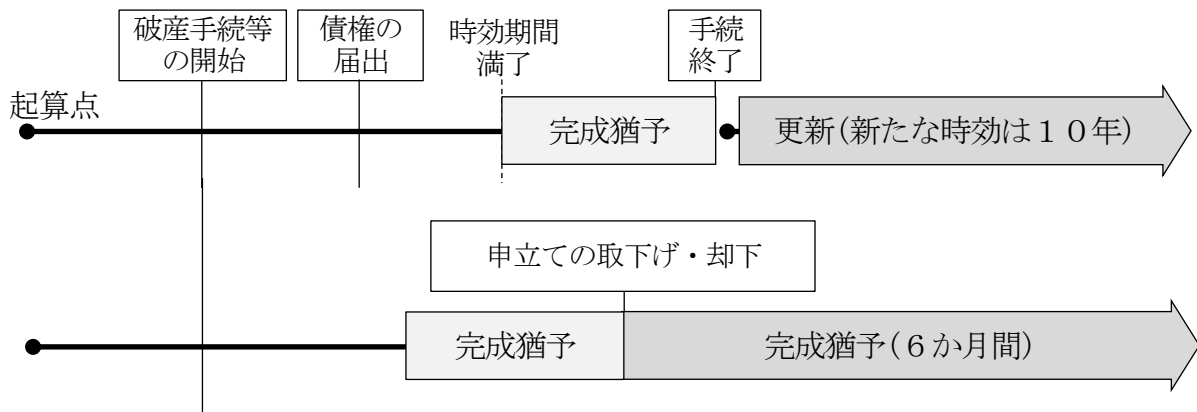 破産手続等
の開始
債権の
届出
時効期間
満了
手続
終了
起算点
完成猶予
更新(新たな時効は１０年)
申立ての取下げ・却下
完成猶予
完成猶予(６か月間)